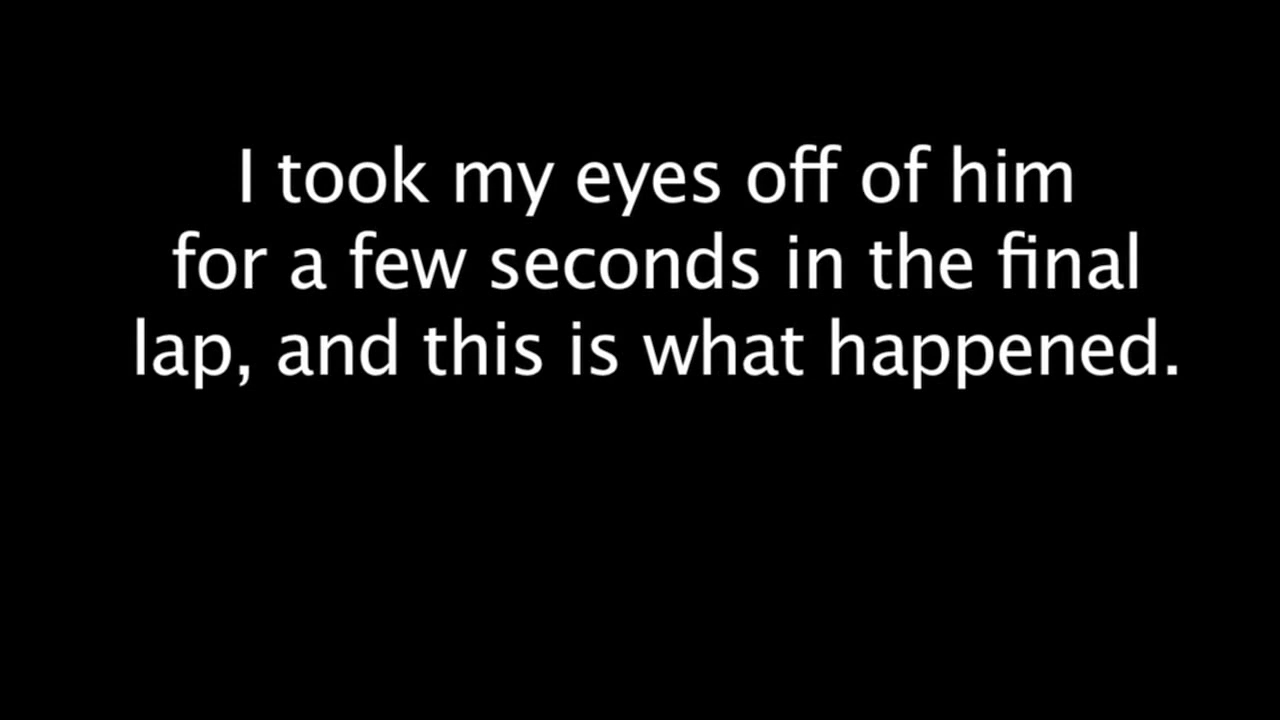 I took my eyes off of him
for a few seconds in the final
lap, and this is what happened.